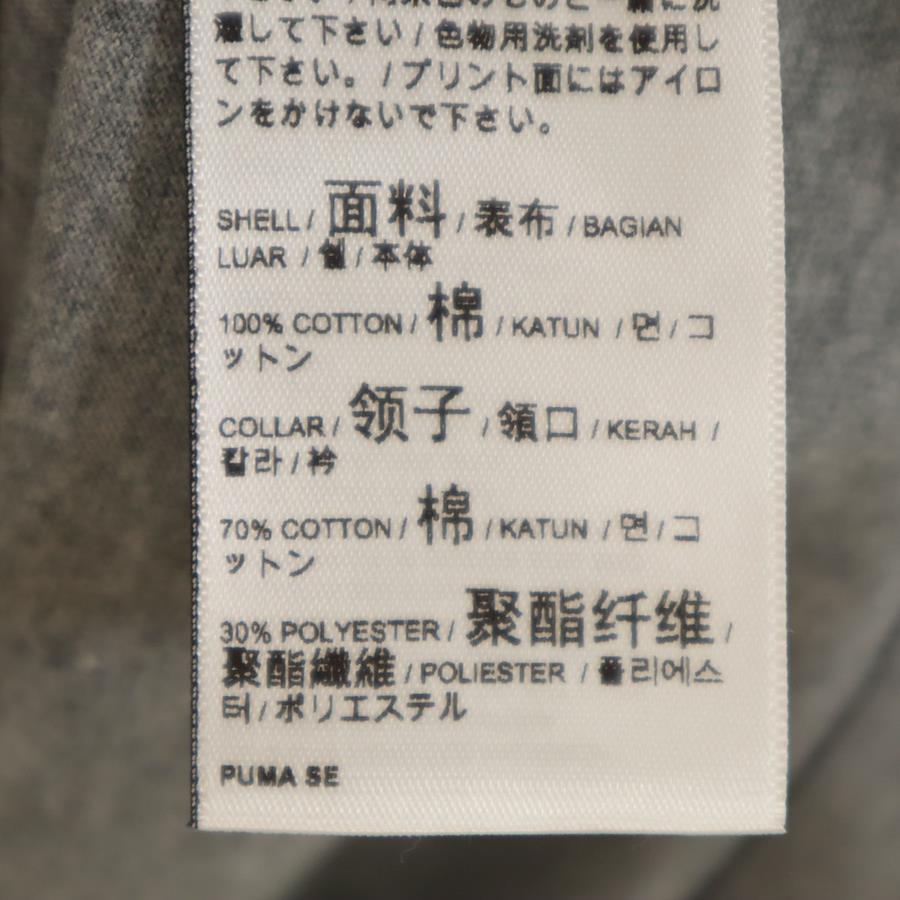 一緒に洗
濯して下さい / 色物用洗剤を使用し
て下さい。 / プリント面にはアイロ
ンをかけないで下さい。
SHELL / 面料 / 表布 / BAGIAN
LUAR / 쉘 / 本体
100% COTTON / 棉 / KATUN / 면 / コ
ットン
COLLAR / 领子 / 領口 / KERAH /
칼라 / 衿
70% COTTON / 棉 / KATUN / 면 / コ
ットン
30% POLYESTER / 聚酯纤维 /
聚酯纖維 / POLIESTER / 폴리에스
터 / ポリエステル
PUMA SE